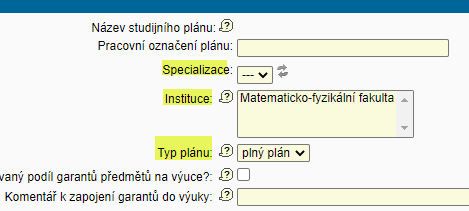 Název studijního plánu:
Pracovní označení plánu:
Specializace: ---
Instituce: Matematicko-fyzikální fakulta
Typ plánu: plný plán
vaný podíl garantů předmětů na výuce?:
Komentář k zapojení garantů do výuky: